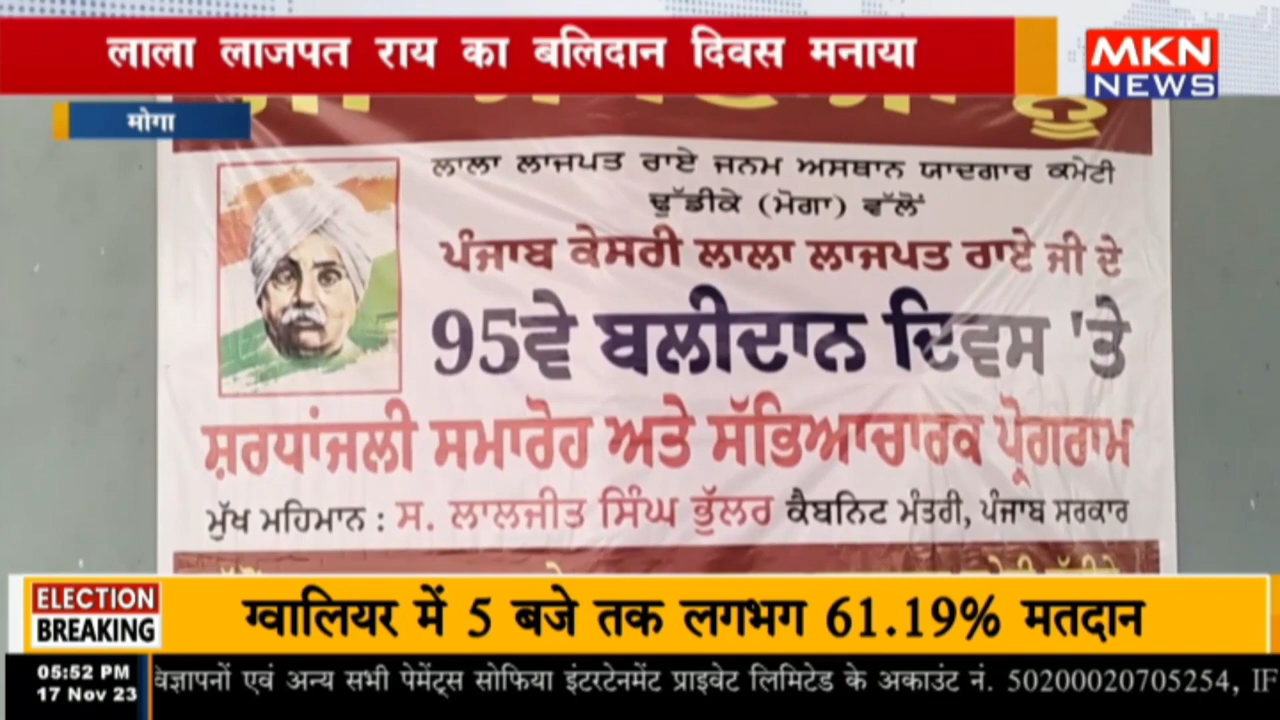 लाला लाजपत राय का बलिदान दिवस मनाया
MKN
NEWS
मोगा
ਲਾਲਾ ਲਾਜਪਤ ਰਾਏ ਜਨਮ ਅਸਥਾਨ ਯਾਦਗਾਰ ਕਮੇਟੀ
ਢੁੱਡੀਕੇ (ਮੋਗਾ) ਵੱਲੋਂ
ਪੰਜਾਬ ਕੇਸਰੀ ਲਾਲਾ ਲਾਜਪਤ ਰਾਏ ਜੀ ਦੇ
95ਵੇ ਬਲੀਦਾਨ ਦਿਵਸ 'ਤੇ
ਸ਼ਰਧਾਂਜਲੀ ਸਮਾਰੋਹ ਅਤੇ ਸੱਭਿਆਚਾਰਕ ਪ੍ਰੋਗਰਾਮ
ਮੁੱਖ ਮਹਿਮਾਨ : ਸ. ਲਾਲਜੀਤ ਸਿੰਘ ਭੁੱਲਰ ਕੈਬਨਿਟ ਮੰਤਰੀ, ਪੰਜਾਬ ਸਰਕਾਰ
ELECTION
BREAKING
ग्वालियर में 5 बजे तक लगभग 61.19% मतदान
05:52 PM
17 Nov 23
विज्ञापनों एवं अन्य सभी पेमेंट्स सोफिया इंटरटेनमेंट प्राइवेट लिमिटेड के अकाउंट नं. 50200020705254, IF